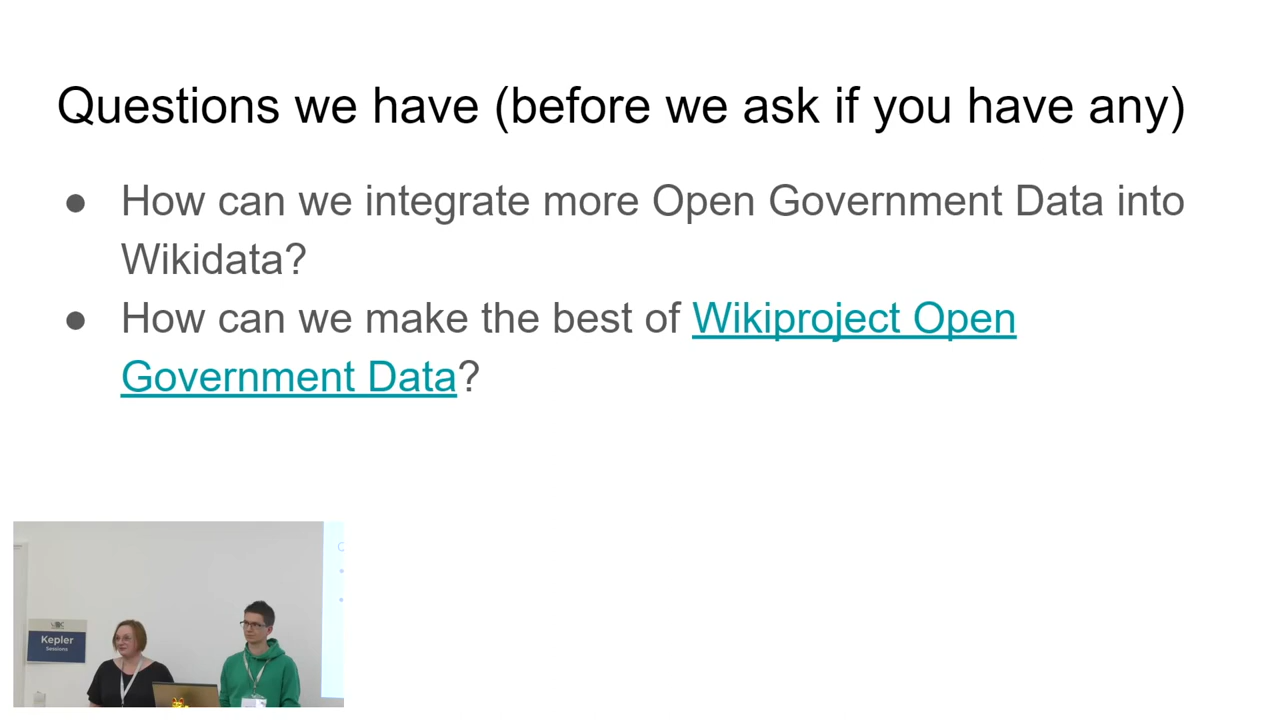 Questions we have (before we ask if you have any)
● How can we integrate more Open Government Data into
Wikidata?
● How can we make the best of Wikiproject Open
Government Data?
Kepler
Sessions